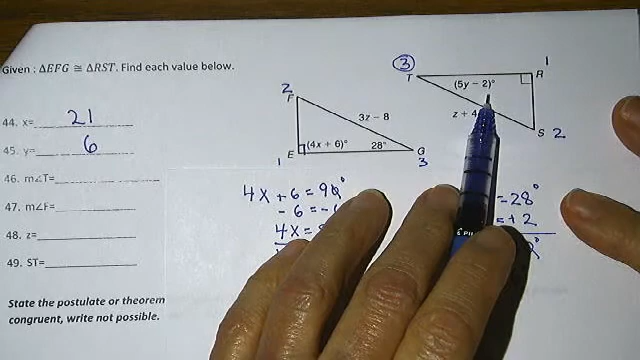 Given : ΔEFG ≅ ΔRST. Find each value below.
44. x= 21
45. y= 6
46. m∠T=
47. m∠F=
48. z=
49. ST=
State the postulate or theorem
congruent, write not possible.
2
F
3z − 8
(4x + 6)°
28°
1 E
G
3
3
T
(5y − 2)°
1
R
z + 4
S 2
4x + 6 = 90°
- 6 = -
4x =
= 28°
= + 2